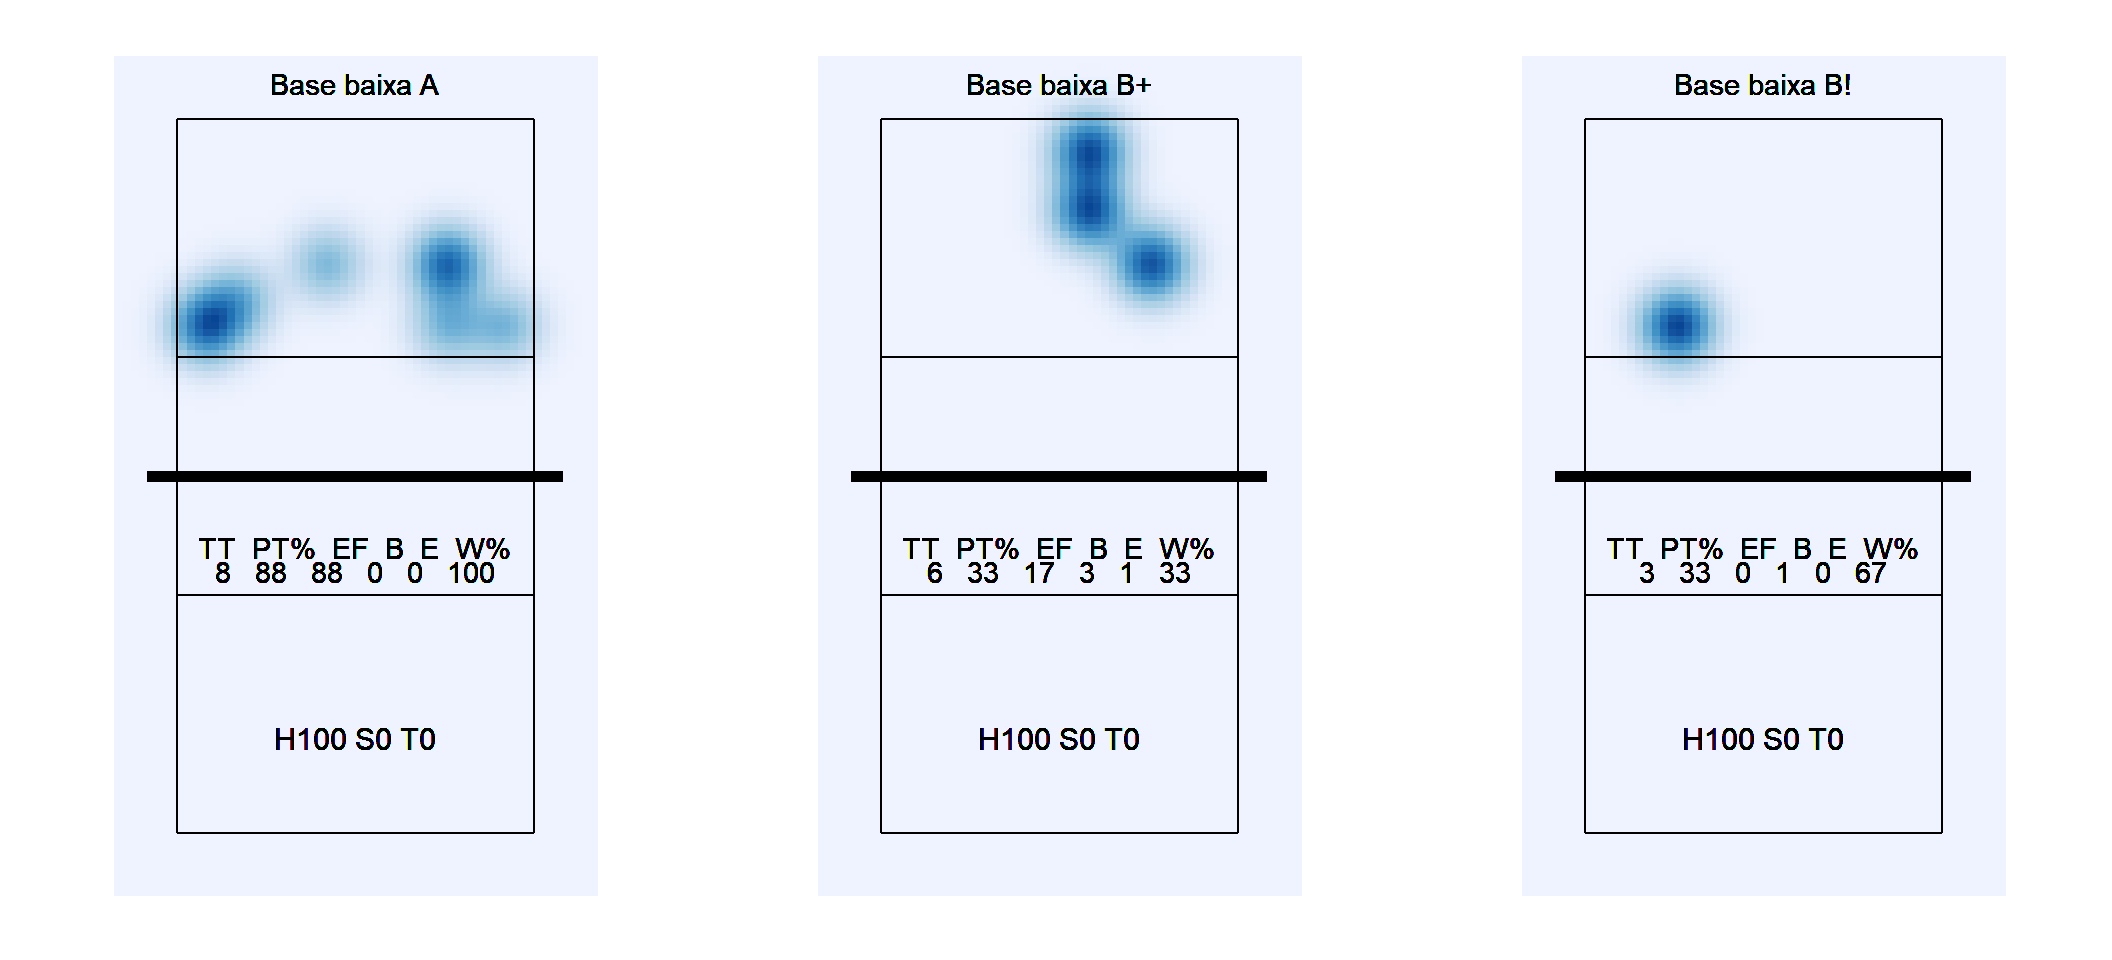 Base baixa A
TT PT% EF B E W%
8 88 88 0 0 100
H100 S0 T0
Base baixa B+
TT PT% EF B E W%
6 33 17 3 1 33
H100 S0 T0
Base baixa B!
TT PT% EF B E W%
3 33 0 1 0 67
H100 S0 T0